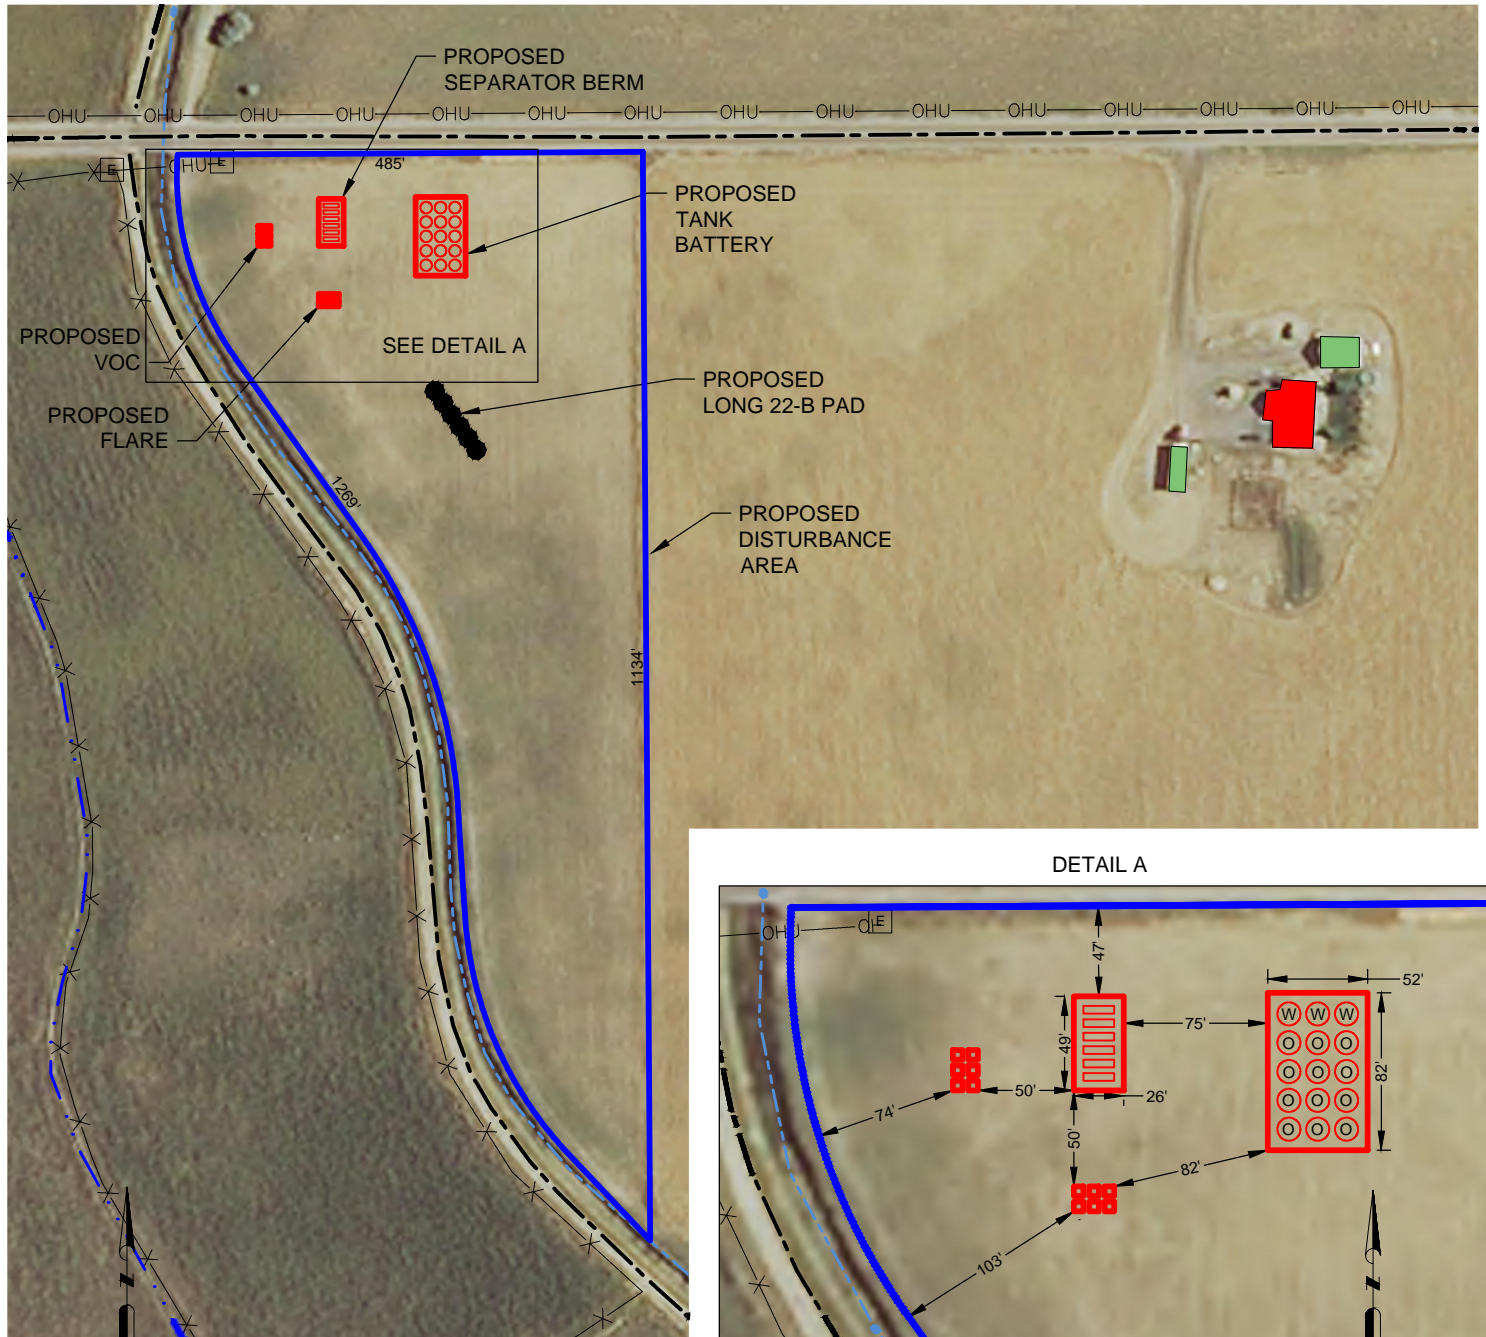 PROPOSED
SEPARATOR BERM
OHU OHU OHU OHU OHU OHU OHU OHU OHU OHU OHU OHU OHU OHU OHU
E
OHU
E
485'
PROPOSED
TANK
BATTERY
PROPOSED
VOC
SEE DETAIL A
PROPOSED
FLARE
PROPOSED
LONG 22-B PAD
1269'
PROPOSED
DISTURBANCE
AREA
1134'
DETAIL A
OHU
OHU
E
47'
52'
75'
49'
W W W
O O O
O O O
O O O
O O O
82'
50'
26'
74'
50'
82'
103'
N
N